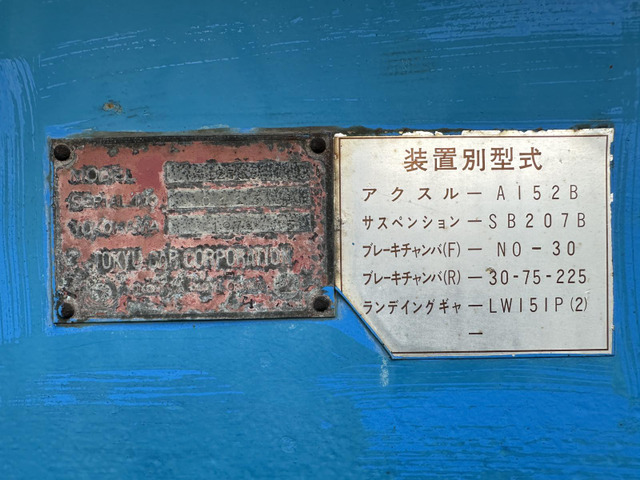 MODEL
SERIAL NO.
TOKYU CAR CORPORATION
装置別型式
アクスル—A152B
サスペンション—SB207B
ブレーキチャンバ(F)—NO-30
ブレーキチャンバ(R)—30-75-225
ランデイングギャ—LW151P(2)
—